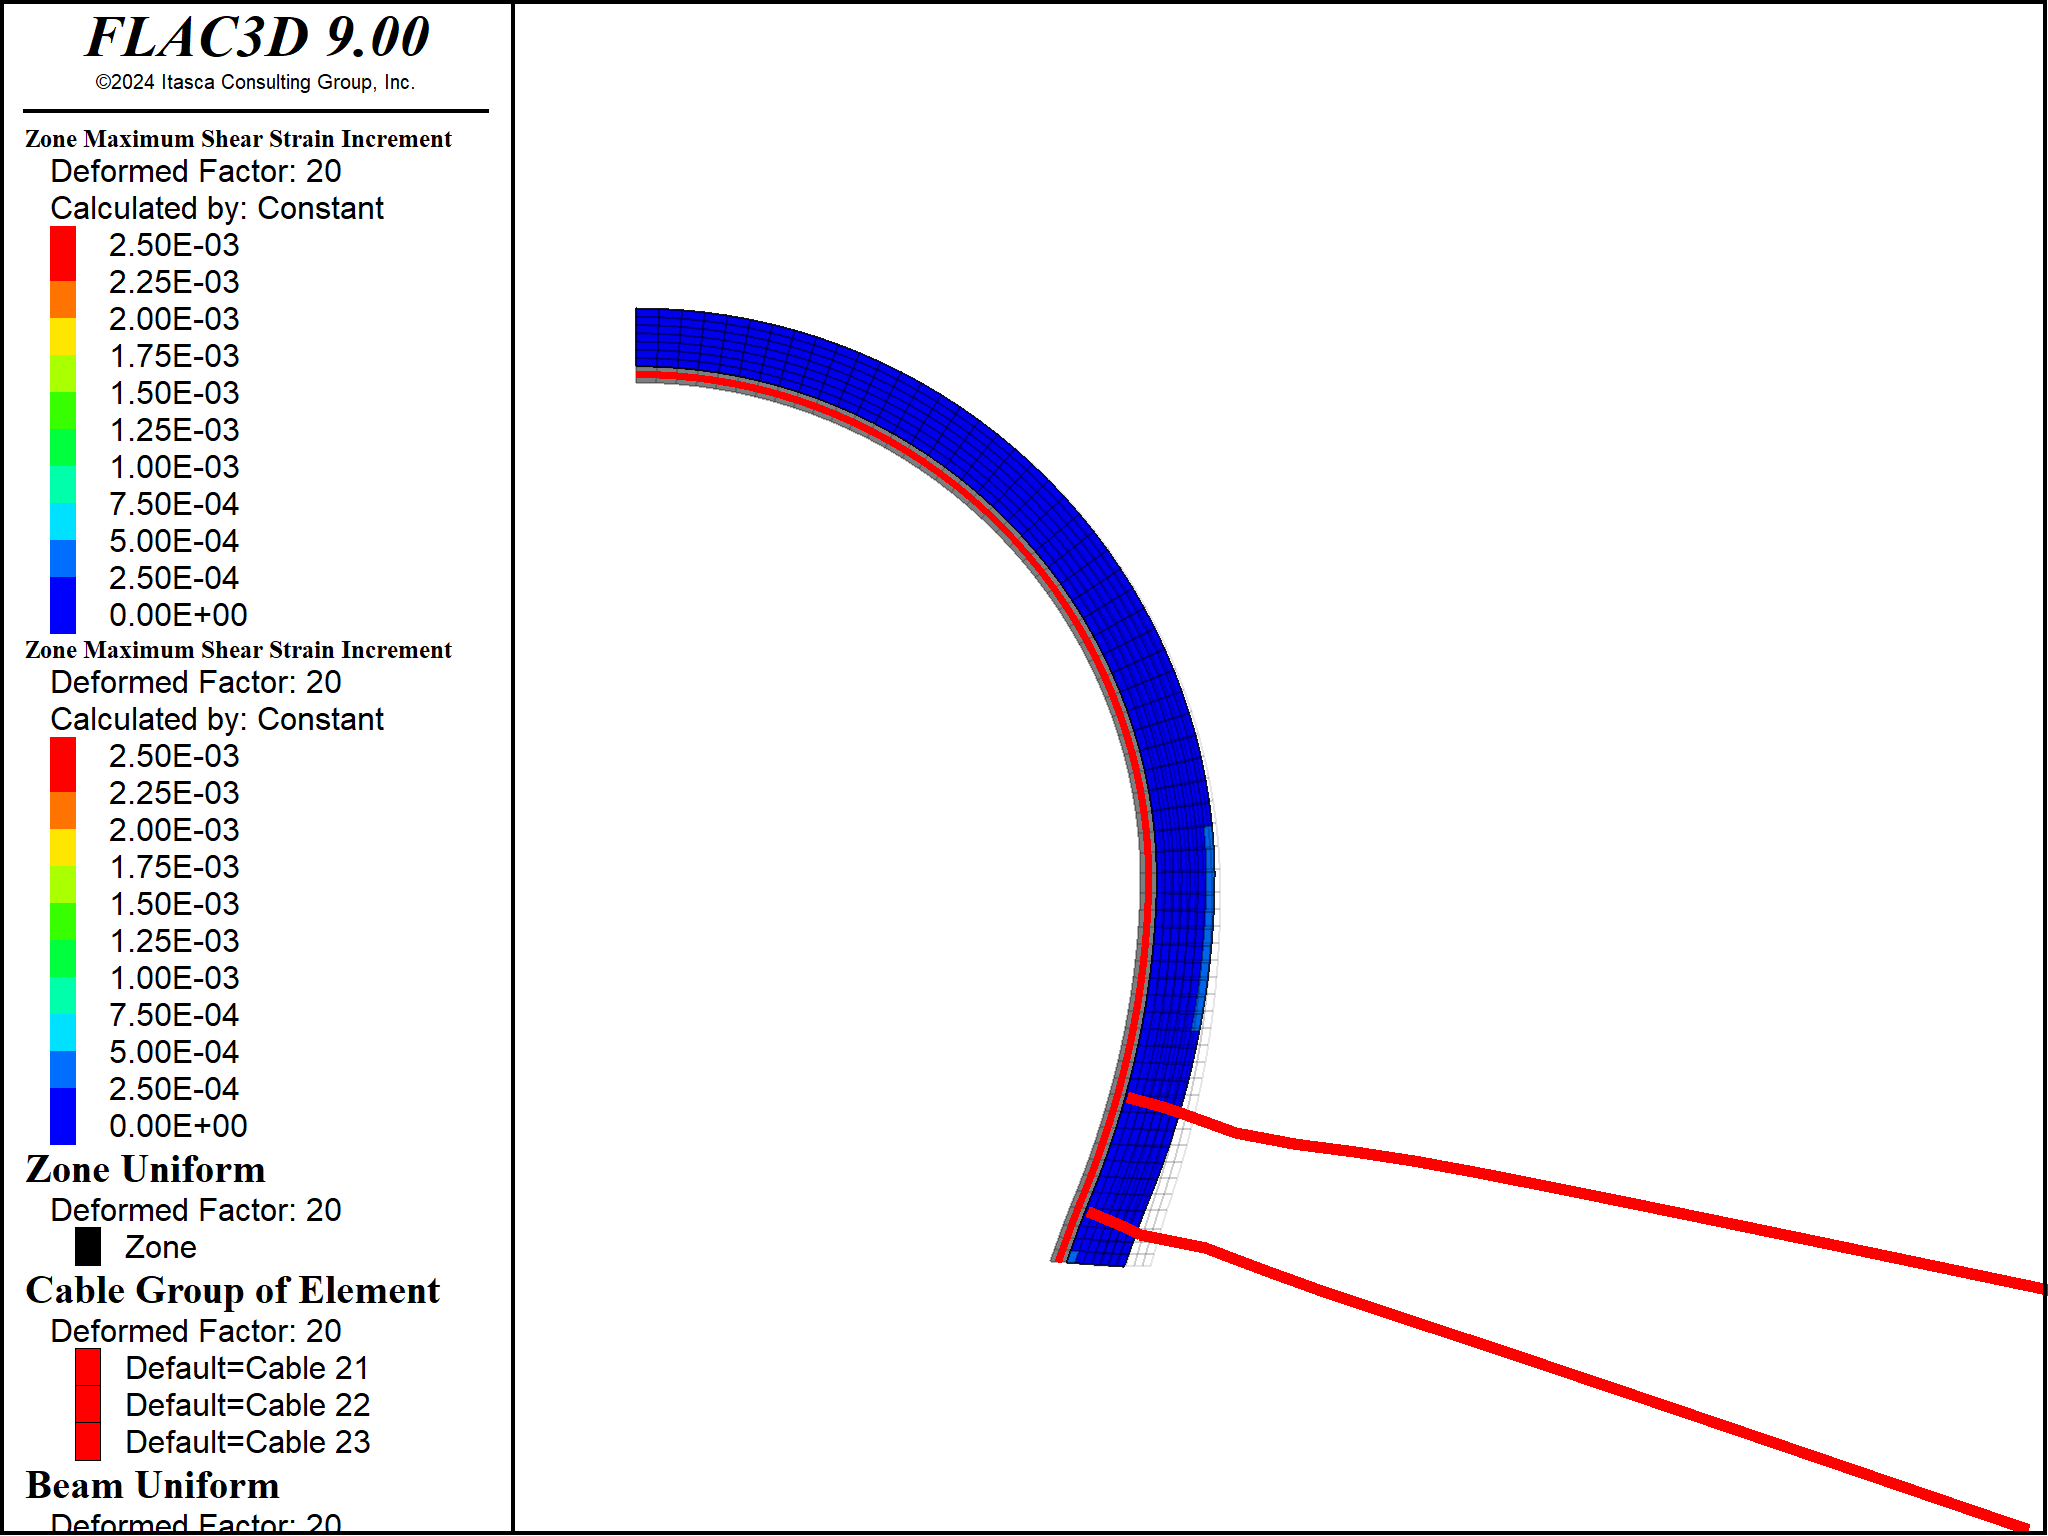 FLAC3D 9.00
©2024 Itasca Consulting Group, Inc.
Zone Maximum Shear Strain Increment
Deformed Factor: 20
Calculated by: Constant
2.50E-03
2.25E-03
2.00E-03
1.75E-03
1.50E-03
1.25E-03
1.00E-03
7.50E-04
5.00E-04
2.50E-04
0.00E+00
Zone Maximum Shear Strain Increment
Deformed Factor: 20
Calculated by: Constant
2.50E-03
2.25E-03
2.00E-03
1.75E-03
1.50E-03
1.25E-03
1.00E-03
7.50E-04
5.00E-04
2.50E-04
0.00E+00
Zone Uniform
Deformed Factor: 20
Zone
Cable Group of Element
Deformed Factor: 20
Default=Cable 21
Default=Cable 22
Default=Cable 23
Beam Uniform
Deformed Factor: 20